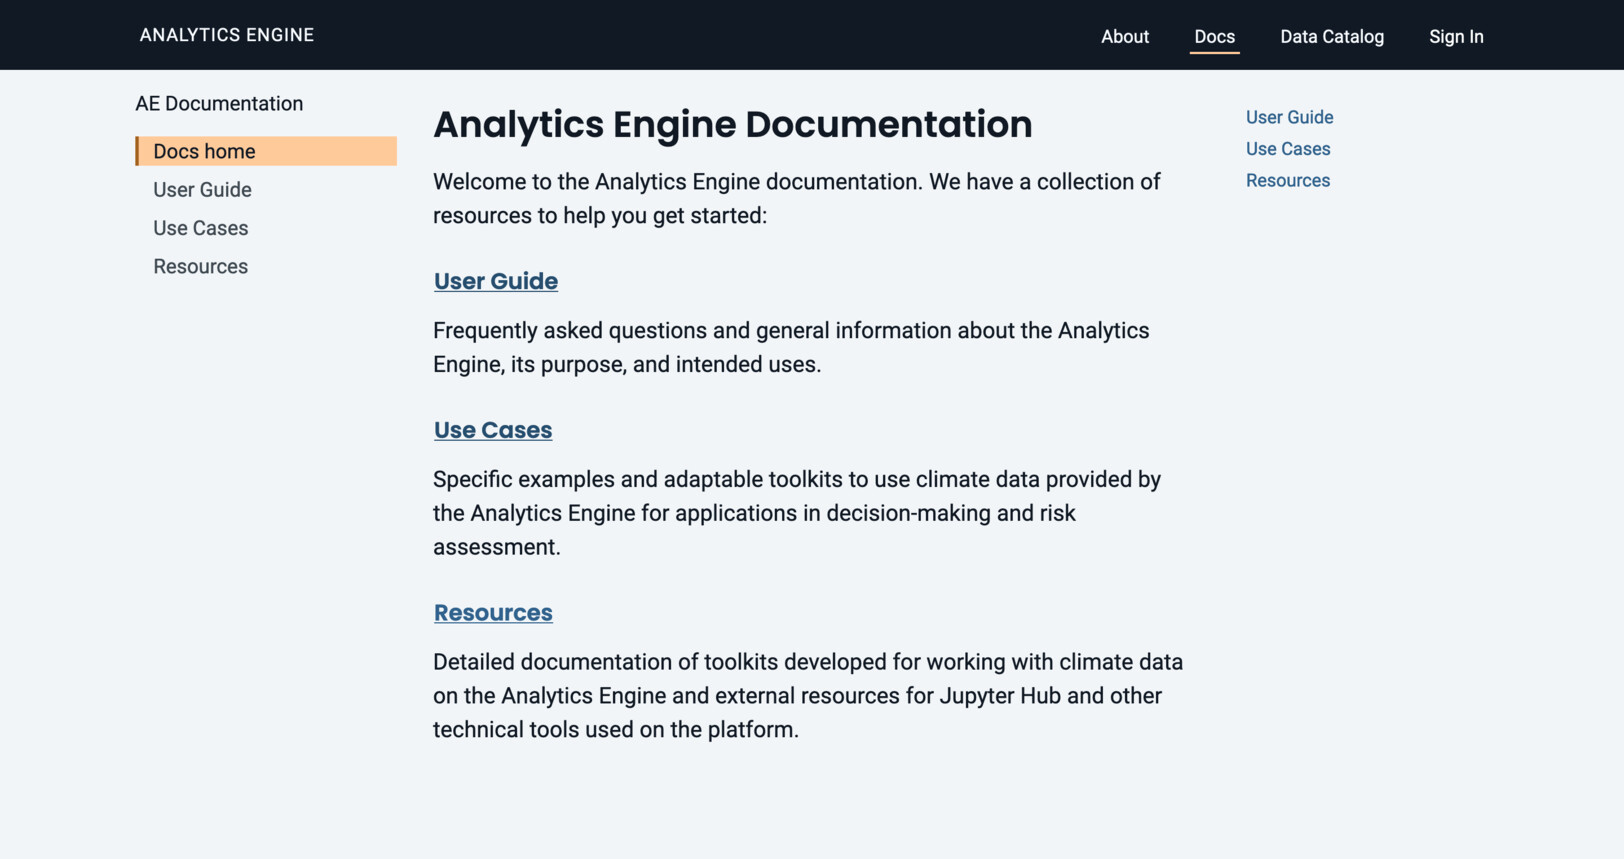 ANALYTICS ENGINE
About
Docs
Data Catalog
Sign In
AE Documentation
Docs home
User Guide
Use Cases
Resources
Analytics Engine Documentation
Welcome to the Analytics Engine documentation. We have a collection of
resources to help you get started:
User Guide
Frequently asked questions and general information about the Analytics
Engine, its purpose, and intended uses.
Use Cases
Specific examples and adaptable toolkits to use climate data provided by
the Analytics Engine for applications in decision-making and risk
assessment.
Resources
Detailed documentation of toolkits developed for working with climate data
on the Analytics Engine and external resources for Jupyter Hub and other
technical tools used on the platform.
User Guide
Use Cases
Resources